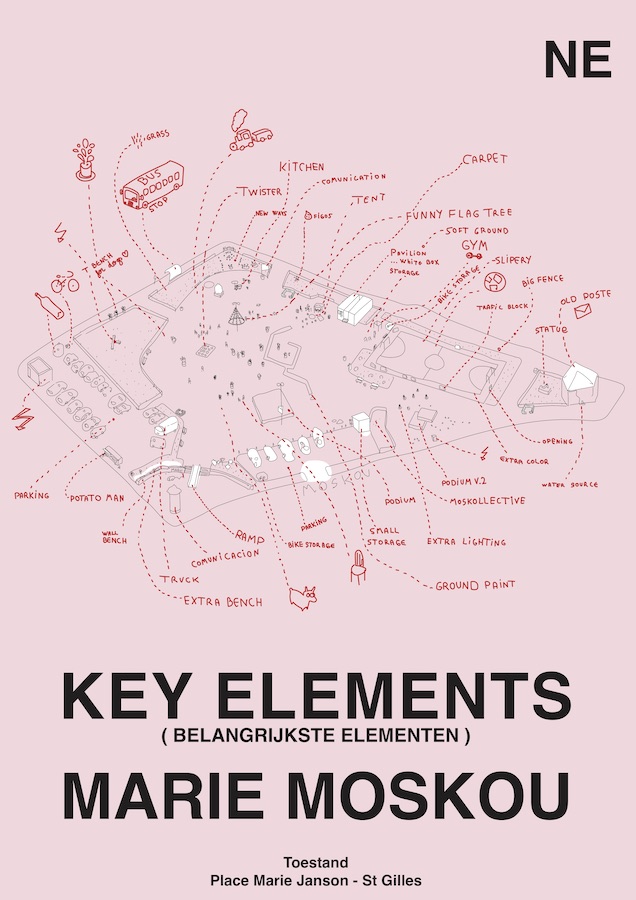 NE
GRASS
BUS
STOP
KITCHEN
COMUNICATION
CARPET
TWISTER
TENT
NEW WAYS
FIGOS
FUNNY FLAG TREE
SOFT GROUND
GYM
PAVILION
... WHITE BOX
STORAGE
BIKE STORAGE
SLIPERY
BENCH
for dogs
BIG FENCE
TRAFIC BLOCK
OLD POSTE
STATUE
OPENING
EXTRA COLOR
WATER SOURCE
PODIUM V.2
MOSKOLLECTIVE
PODIUM
MOSKOU
PARKING
POTATO MAN
WALL
BENCH
RAMP
PARKING
BIKE STORAGE
SMALL
STORAGE
EXTRA LIGHTING
COMUNICACION
TRUCK
EXTRA BENCH
GROUND PAINT
KEY ELEMENTS
( BELANGRIJKSTE ELEMENTEN )
MARIE MOSKOU
Toestand
Place Marie Janson - St Gilles